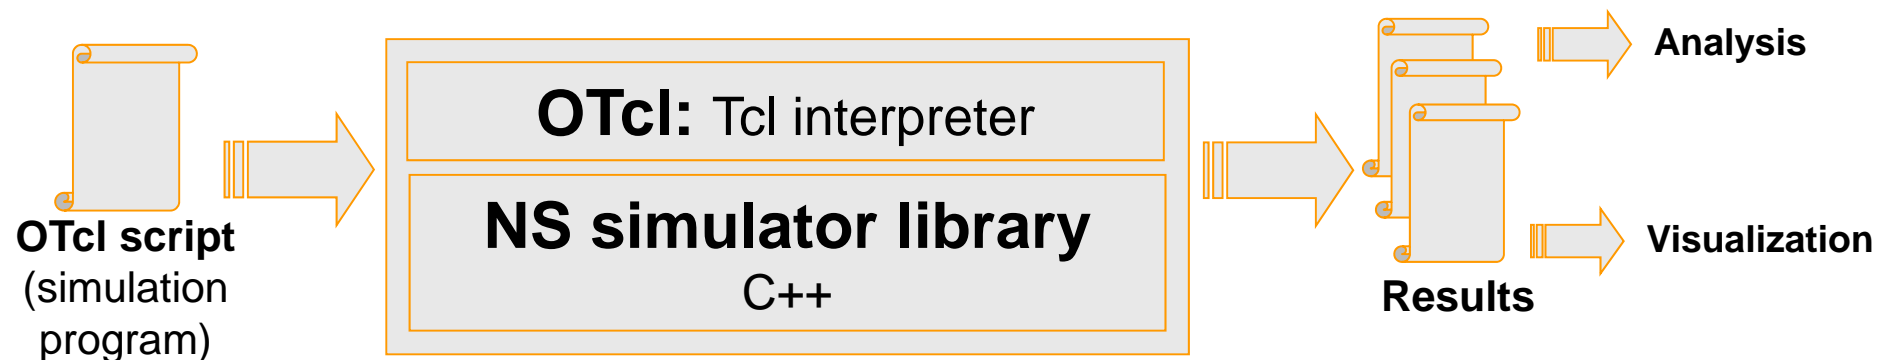 OTcl script
(simulation
program)
OTcl: Tcl interpreter
NS simulator library
C++
Results
Analysis
Visualization